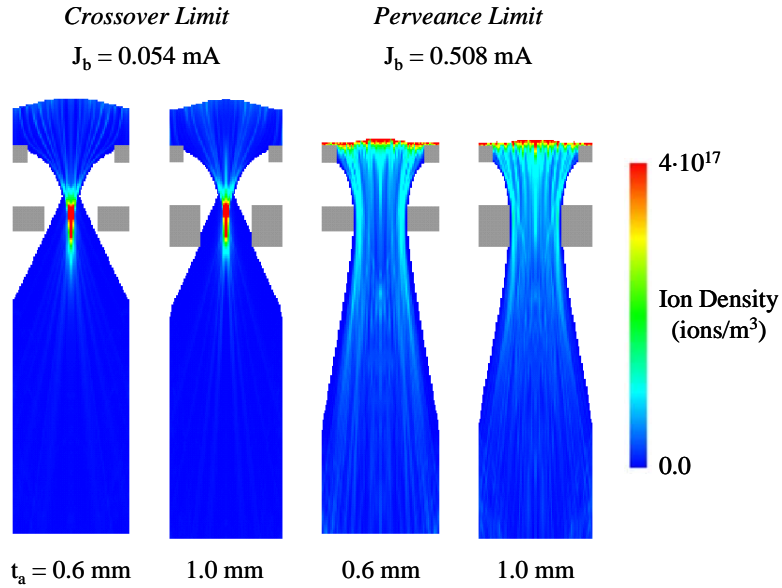 Crossover Limit
Perveance Limit
J_b = 0.054 mA
J_b = 0.508 mA
4·10^17
Ion Density
(ions/m^3)
0.0
t_a = 0.6 mm
1.0 mm
0.6 mm
1.0 mm